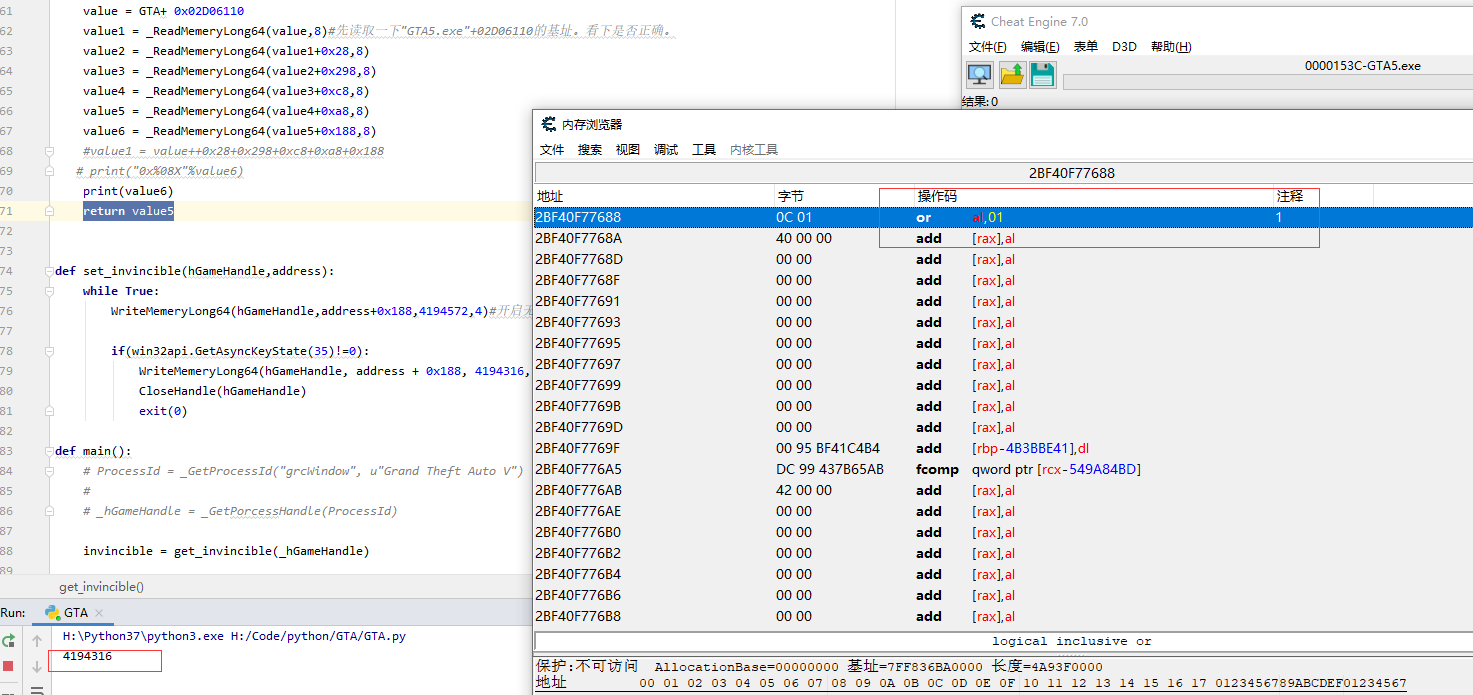 61 value = GTA+ 0x02D06110
62 value1 = _ReadMemeryLong64(value,8)#先读取一下"GTA5.exe"+02D06110的基址。看下是否正确。
63 value2 = _ReadMemeryLong64(value1+0x28,8)
64 value3 = _ReadMemeryLong64(value2+0x298,8)
65 value4 = _ReadMemeryLong64(value3+0xc8,8)
66 value5 = _ReadMemeryLong64(value4+0xa8,8)
67 value6 = _ReadMemeryLong64(value5+0x188,8)
68 #value1 = value++0x28+0x298+0xc8+0xa8+0x188
69 # print("0x%08X"%value6)
70 print(value6)
71 return value5
72
73
74 def set_invincible(hGameHandle,address):
75 while True:
76 WriteMemeryLong64(hGameHandle,address+0x188,4194572,4)#开启无
77
78 if(win32api.GetAsyncKeyState(35)!=0):
79 WriteMemeryLong64(hGameHandle, address + 0x188, 4194316,
80 CloseHandle(hGameHandle)
81 exit(0)
82
83 def main():
84 # ProcessId = _GetProcessId("grcWindow", u"Grand Theft Auto V")
85 #
86 # _hGameHandle = _GetPorcessHandle(ProcessId)
87
88 invincible = get_invincible(_hGameHandle)
89
get_invincible()
Run: GTA ×
H:\Python37\python3.exe H:/Code/python/GTA/GTA.py
4194316
Cheat Engine 7.0
文件(F) 编辑(E) 表单 D3D 帮助(H)
0000153C-GTA5.exe
结果:0
内存浏览器
文件 搜索 视图 调试 工具 内核工具
2BF40F77688
地址 字节 操作码 注释
2BF40F77688 0C 01 or al,01 1
2BF40F7768A 40 00 00 add [rax],al
2BF40F7768D 00 00 add [rax],al
2BF40F7768F 00 00 add [rax],al
2BF40F77691 00 00 add [rax],al
2BF40F77693 00 00 add [rax],al
2BF40F77695 00 00 add [rax],al
2BF40F77697 00 00 add [rax],al
2BF40F77699 00 00 add [rax],al
2BF40F7769B 00 00 add [rax],al
2BF40F7769D 00 00 add [rax],al
2BF40F7769F 00 95 BF41C4B4 add [rbp-4B3BBE41],dl
2BF40F776A5 DC 99 437B65AB fcomp qword ptr [rcx-549A84BD]
2BF40F776AB 42 00 00 add [rax],al
2BF40F776AE 00 00 add [rax],al
2BF40F776B0 00 00 add [rax],al
2BF40F776B2 00 00 add [rax],al
2BF40F776B4 00 00 add [rax],al
2BF40F776B6 00 00 add [rax],al
2BF40F776B8 00 00 add [rax],al
logical inclusive or
保护:不可访问 AllocationBase=00000000 基址=7FF836BA0000 长度=4A93F0000
地址 00 01 02 03 04 05 06 07 08 09 0A 0B 0C 0D 0E 0F 10 11 12 13 14 15 16 17 0123456789ABCDEF01234567